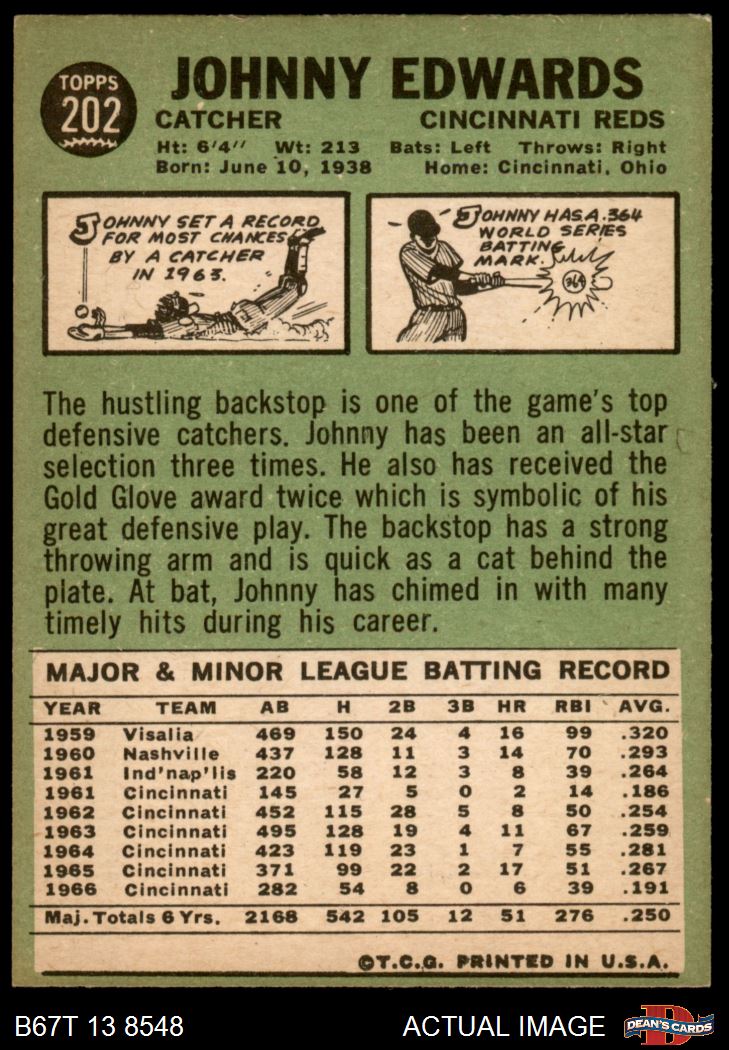 TOPPS
202
JOHNNY EDWARDS
CATCHER CINCINNATI REDS
Ht: 6'4" Wt: 213 Bats: Left Throws: Right
Born: June 10, 1938 Home: Cincinnati, Ohio
JOHNNY SET A RECORD
FOR MOST CHANCES
BY A CATCHER
IN 1963.
JOHNNY HAS A .364
WORLD SERIES
BATTING
MARK.
364
The hustling backstop is one of the game's top
defensive catchers. Johnny has been an all-star
selection three times. He also has received the
Gold Glove award twice which is symbolic of his
great defensive play. The backstop has a strong
throwing arm and is quick as a cat behind the
plate. At bat, Johnny has chimed in with many
timely hits during his career.
MAJOR & MINOR LEAGUE BATTING RECORD
YEAR TEAM AB H 2B 3B HR RBI AVG.
1959 Visalia 469 150 24 4 16 99 .320
1960 Nashville 437 128 11 3 14 70 .293
1961 Ind'nap'lis 220 58 12 3 8 39 .264
1961 Cincinnati 145 27 5 0 2 14 .186
1962 Cincinnati 452 115 28 5 8 50 .254
1963 Cincinnati 495 128 19 4 11 67 .259
1964 Cincinnati 423 119 23 1 7 55 .281
1965 Cincinnati 371 99 22 2 17 51 .267
1966 Cincinnati 282 54 8 0 6 39 .191
Maj. Totals 6 Yrs. 2168 542 105 12 51 276 .250
©T.C.G. PRINTED IN U.S.A.
B67T 13 8548 ACTUAL IMAGE
D
DEAN'S CARDS